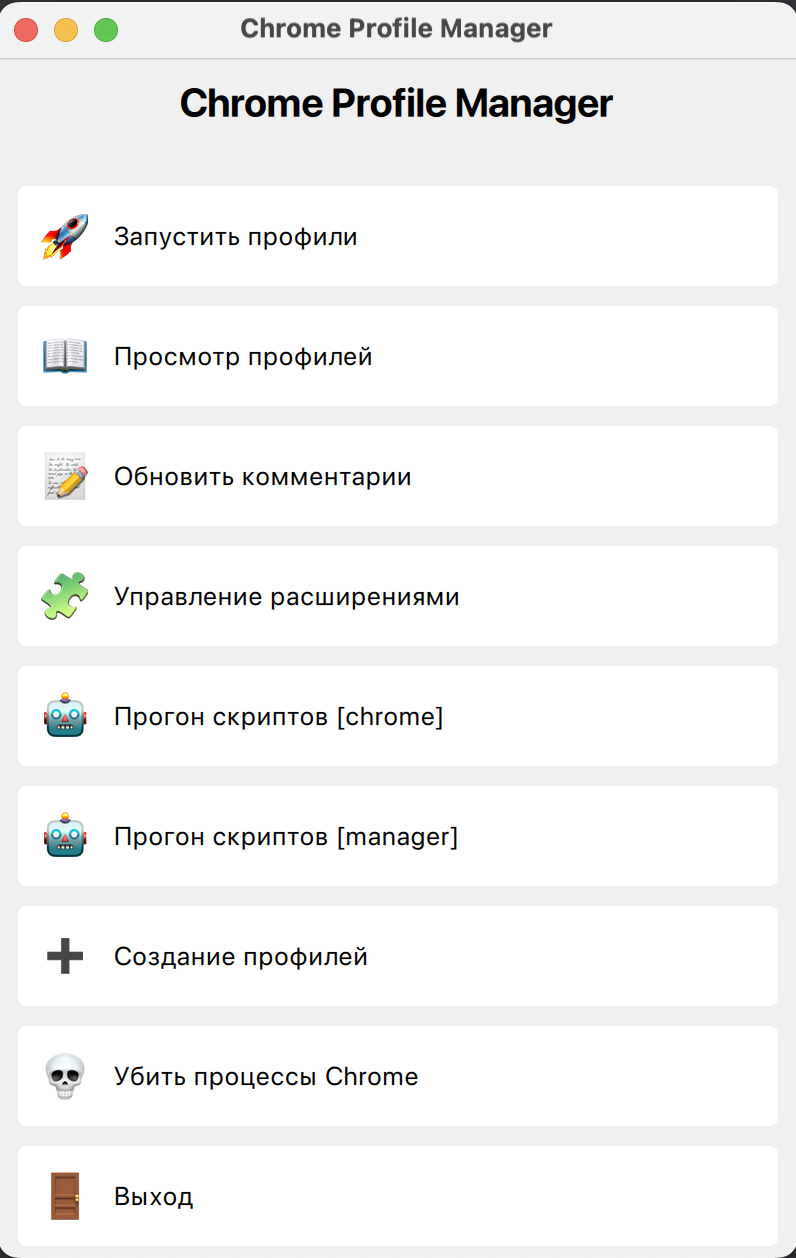 Chrome Profile Manager
Chrome Profile Manager
Запустить профили
Просмотр профилей
Обновить комментарии
Управление расширениями
Прогон скриптов [chrome]
Прогон скриптов [manager]
Создание профилей
Убить процессы Chrome
Выход